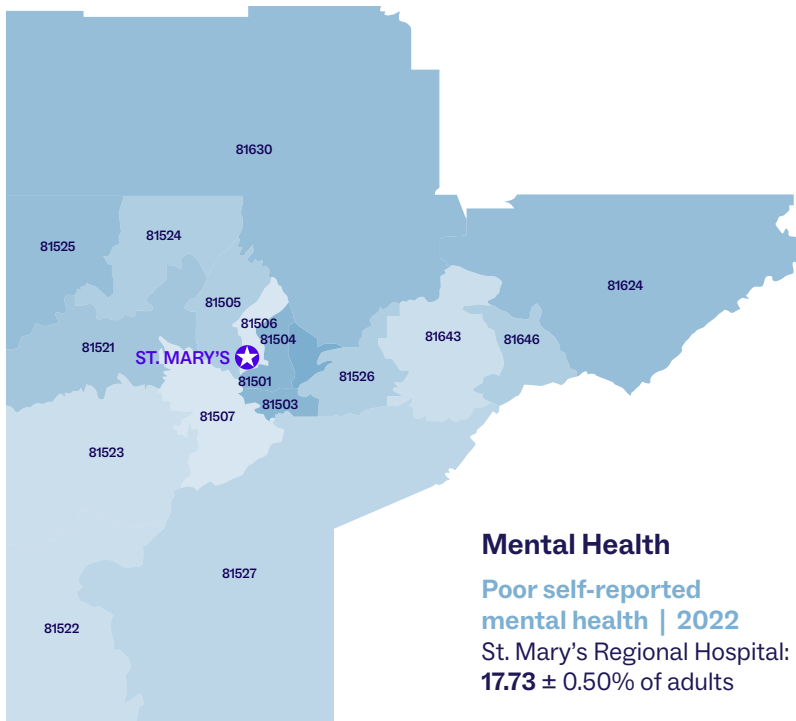 81630
81524
81525
81624
81505
81506
81504
81643
81646
81521
ST. MARY'S
81526
81501
81503
81507
81523
Mental Health
Poor self-reported
mental health | 2022
St. Mary’s Regional Hospital:
17.73 ± 0.50% of adults
81527
81522